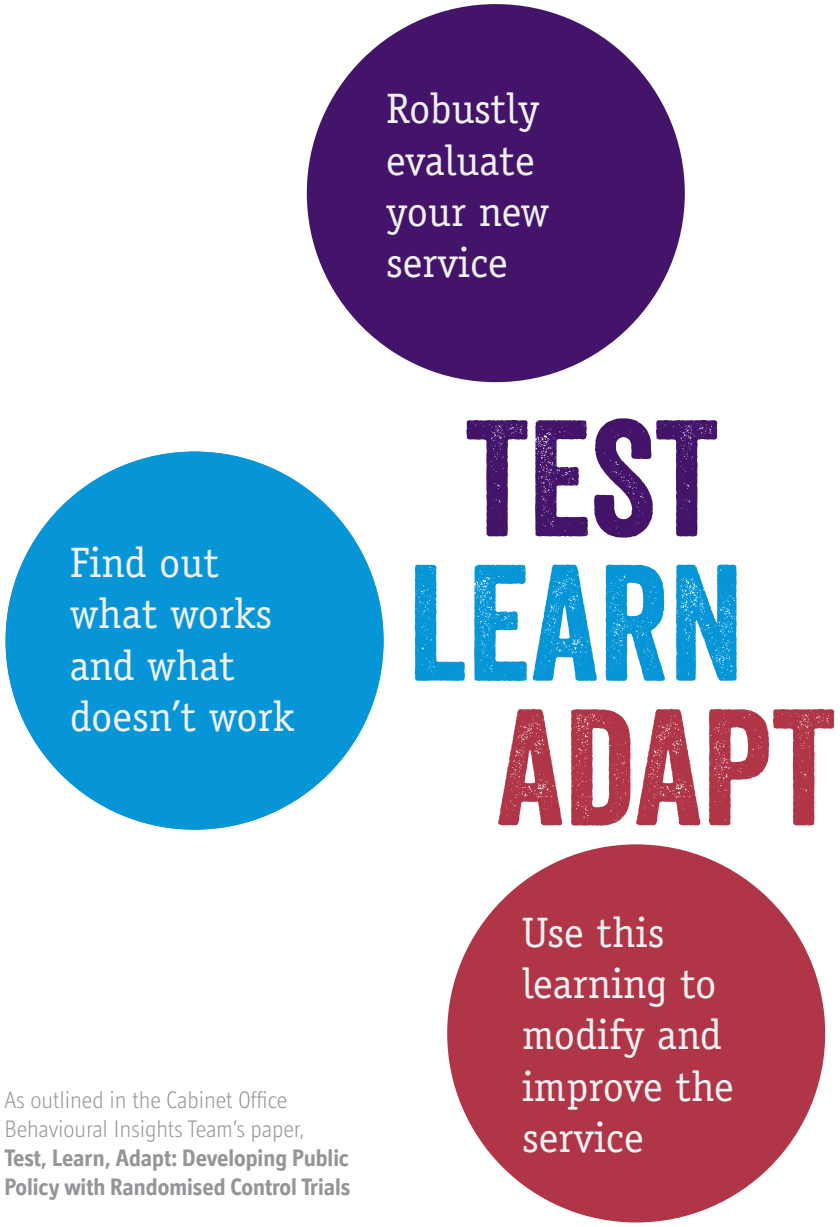 Robustly
evaluate
your new
service
TEST
LEARN
ADAPT
Find out
what works
and what
doesn’t work
Use this
learning to
modify and
improve the
service
As outlined in the Cabinet Office
Behavioural Insights Team’s paper,
Test, Learn, Adapt: Developing Public
Policy with Randomised Control Trials